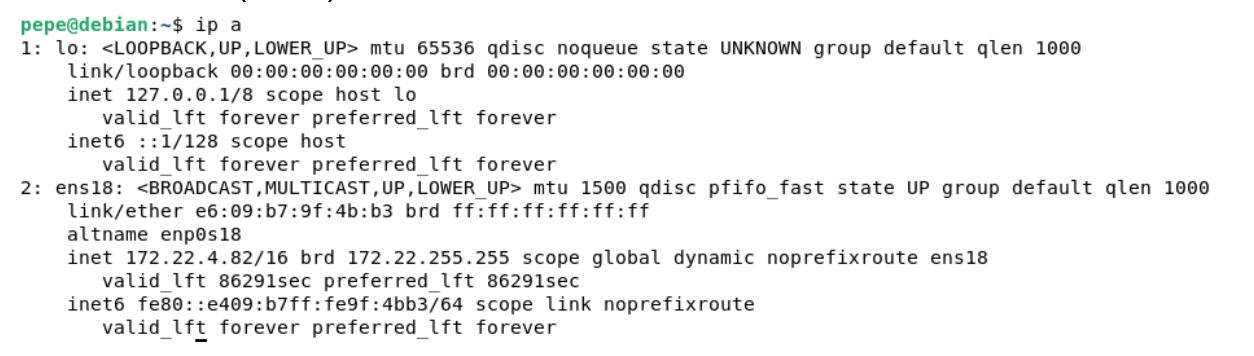 pepe@debian:~$ ip a
1: lo: <LOOPBACK,UP,LOWER_UP> mtu 65536 qdisc noqueue state UNKNOWN group default qlen 1000
    link/loopback 00:00:00:00:00:00 brd 00:00:00:00:00:00
    inet 127.0.0.1/8 scope host lo
       valid_lft forever preferred_lft forever
    inet6 ::1/128 scope host
       valid_lft forever preferred_lft forever
2: ens18: <BROADCAST,MULTICAST,UP,LOWER_UP> mtu 1500 qdisc pfifo_fast state UP group default qlen 1000
    link/ether e6:09:b7:9f:4b:b3 brd ff:ff:ff:ff:ff:ff
    altname enp0s18
    inet 172.22.4.82/16 brd 172.22.255.255 scope global dynamic noprefixroute ens18
       valid_lft 86291sec preferred_lft 86291sec
    inet6 fe80::e409:b7ff:fe9f:4bb3/64 scope link noprefixroute
       valid_lft forever preferred_lft forever